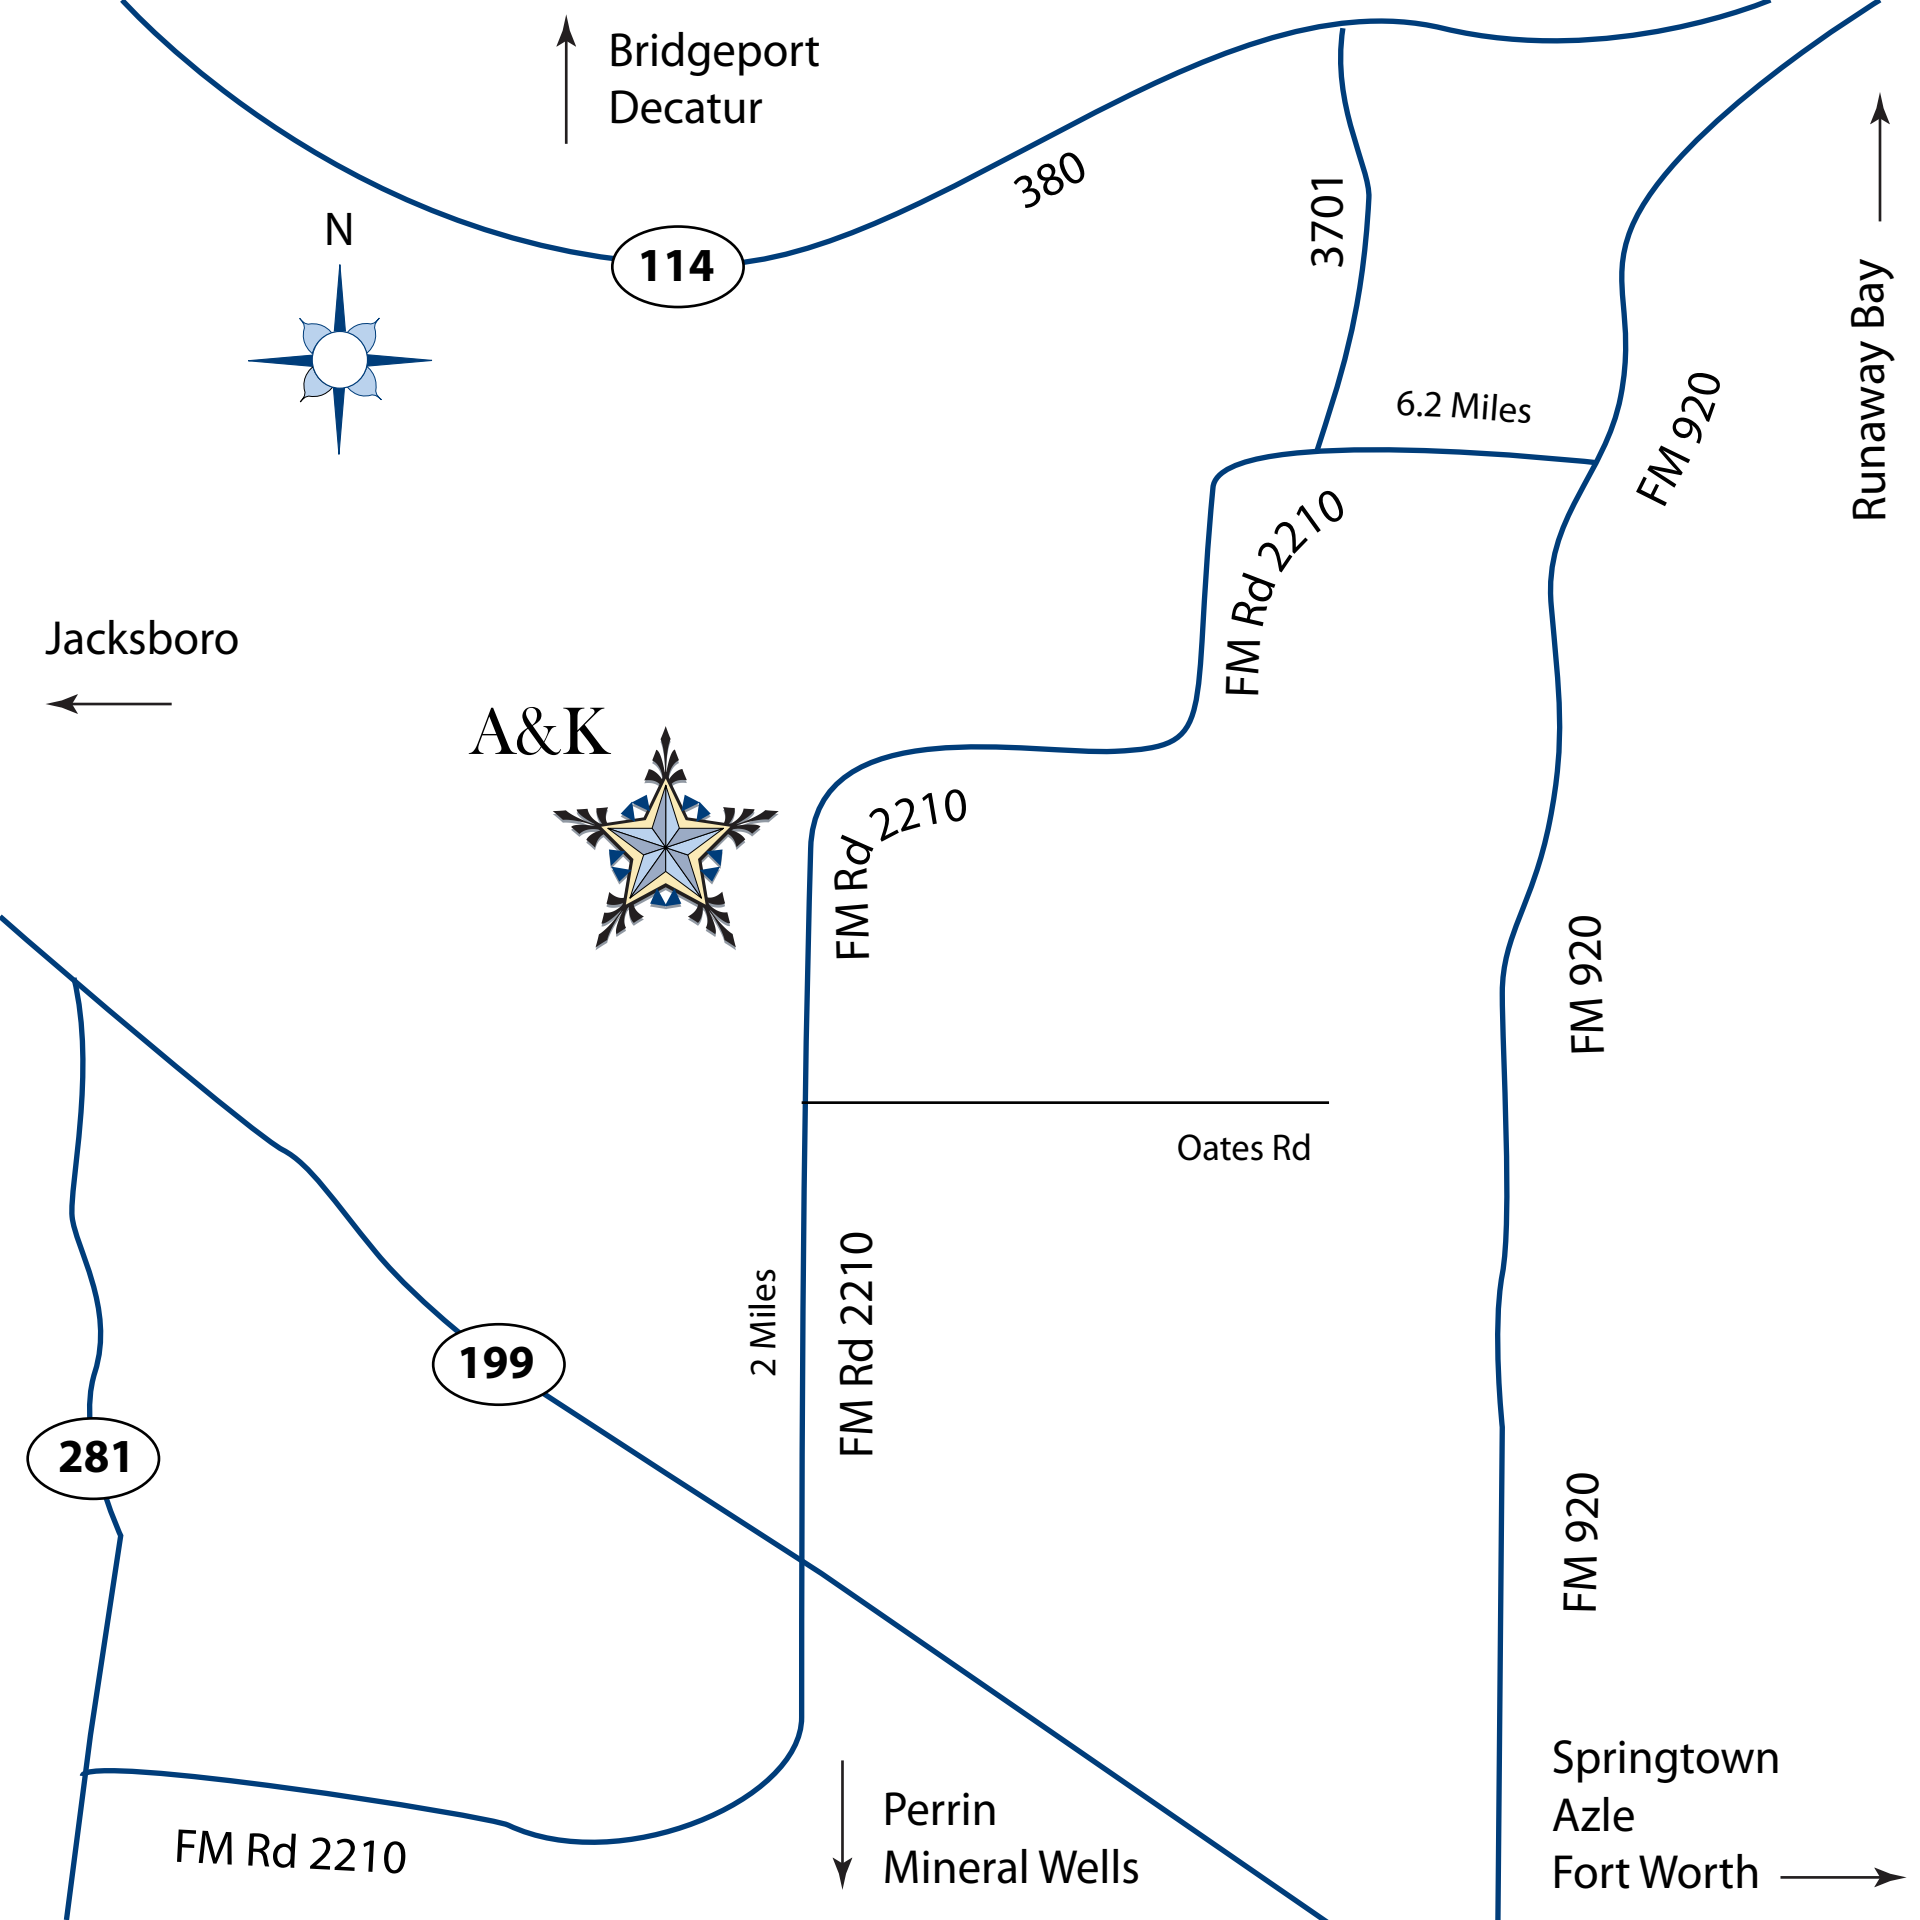 Bridgeport
Decatur
380
3701
N
114
Runaway Bay
6.2 Miles
FM 920
FM Rd 2210
Jacksboro
A&K
FM Rd 2210
FM 920
Oates Rd
2 Miles
FM Rd 2210
199
281
FM 920
Springtown
Azle
Fort Worth
Perrin
Mineral Wells
FM Rd 2210